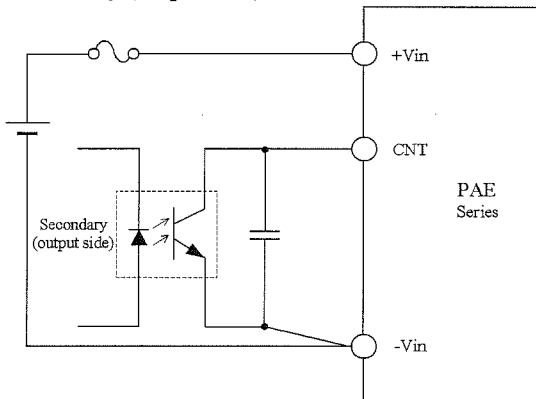 +Vin
CNT
PAE
Series
Secondary
(output side)
-Vin